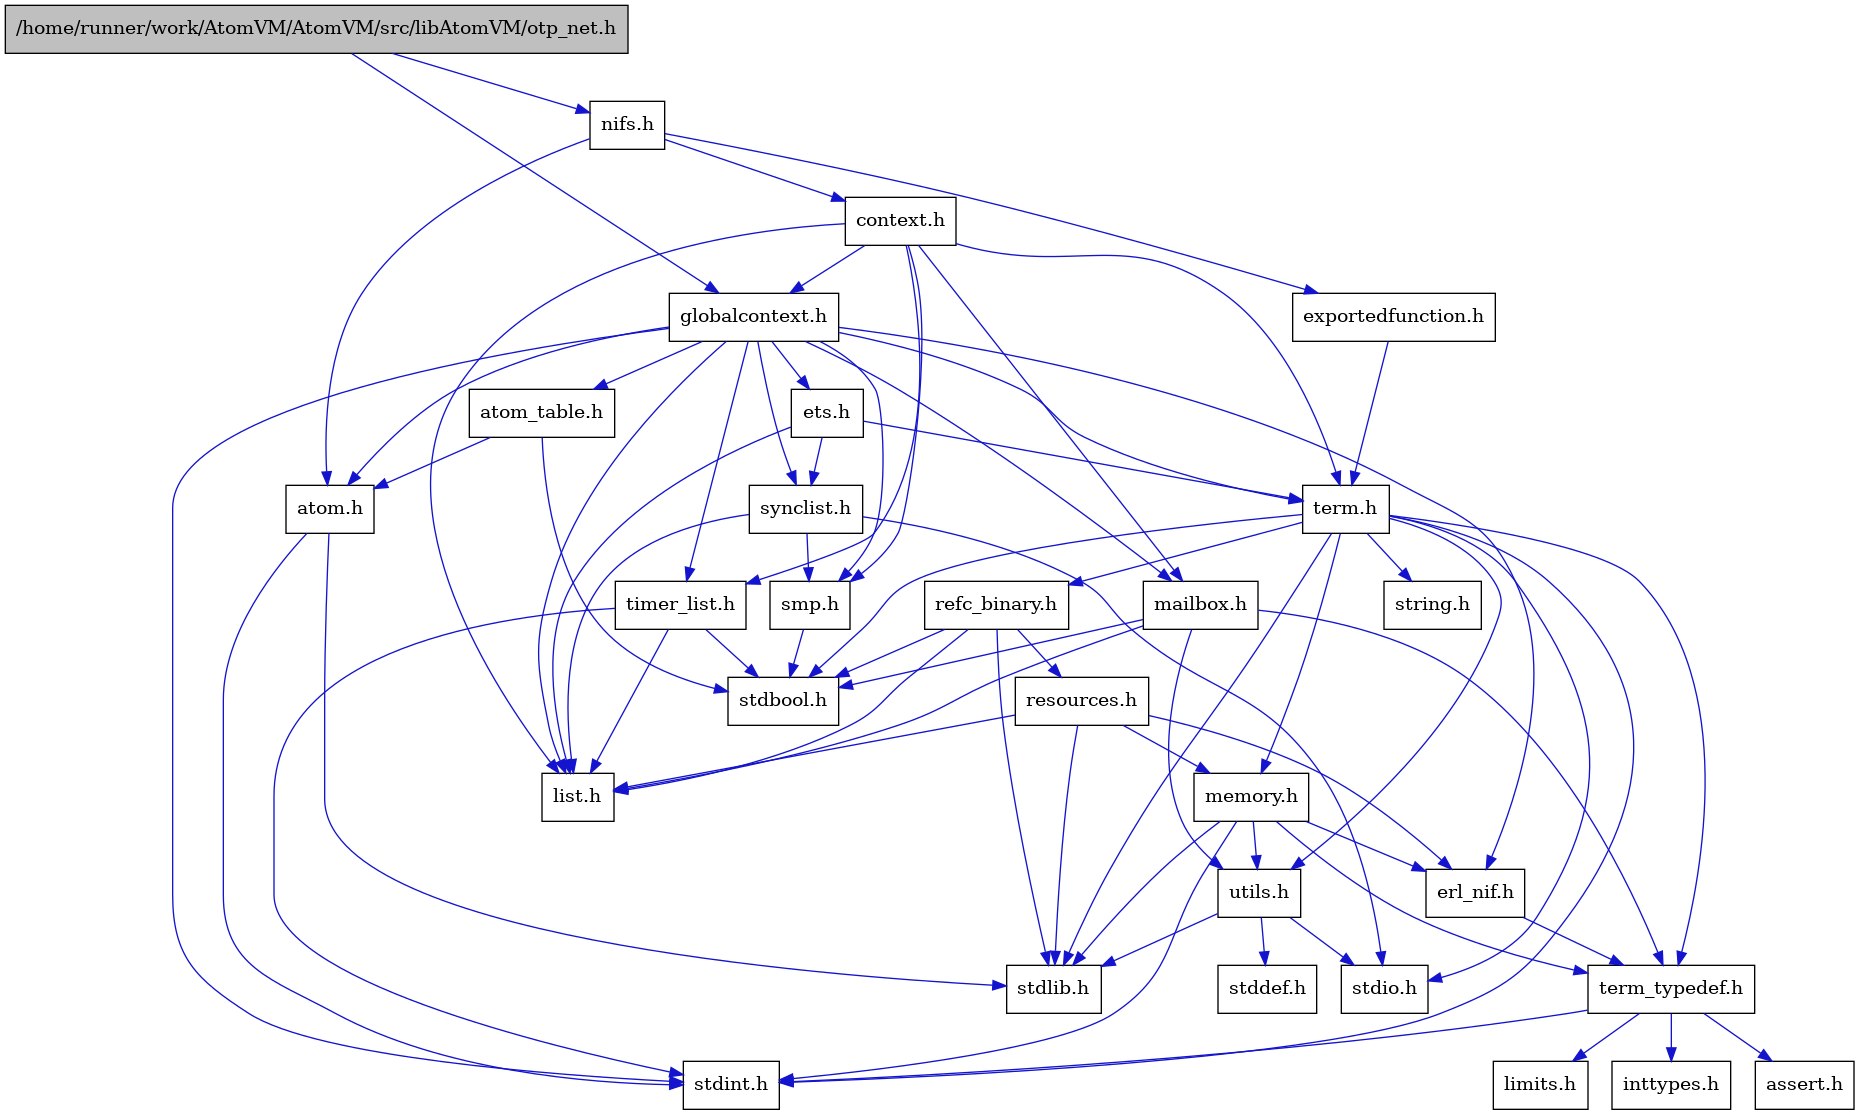 /home/runner/work/AtomVM/AtomVM/src/libAtomVM/otp_net.h
nifs.h
context.h
globalcontext.h
exportedfunction.h
atom_table.h
ets.h
atom.h
synclist.h
term.h
timer_list.h
smp.h
refc_binary.h
mailbox.h
string.h
stdbool.h
resources.h
list.h
memory.h
utils.h
erl_nif.h
stdlib.h
stddef.h
stdio.h
term_typedef.h
stdint.h
limits.h
inttypes.h
assert.h